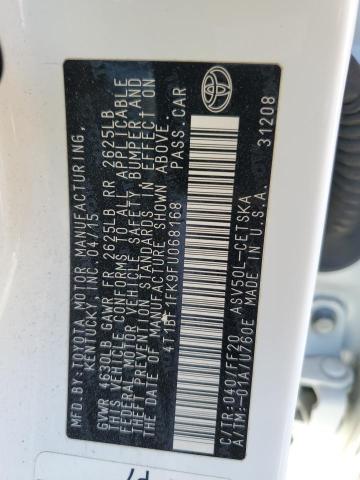 MFD. BY: TOYOTA MOTOR MANUFACTURING,
KENTUCKY, INC. 04/15
GVWR 4630LB GAWR FR 2625LB RR 2625LB
THIS VEHICLE CONFORMS TO ALL APPLICABLE
FEDERAL MOTOR VEHICLE SAFETY, BUMPER AND
THEFT PREVENTION STANDARDS IN EFFECT ON
THE DATE OF MANUFACTURE SHOWN ABOVE.
PASS. CAR
C/TR: 040/FF20 ASV50L-CETSKA
A/TM: -01A/U760E MADE IN U.S.A.
31208
TOYOTA